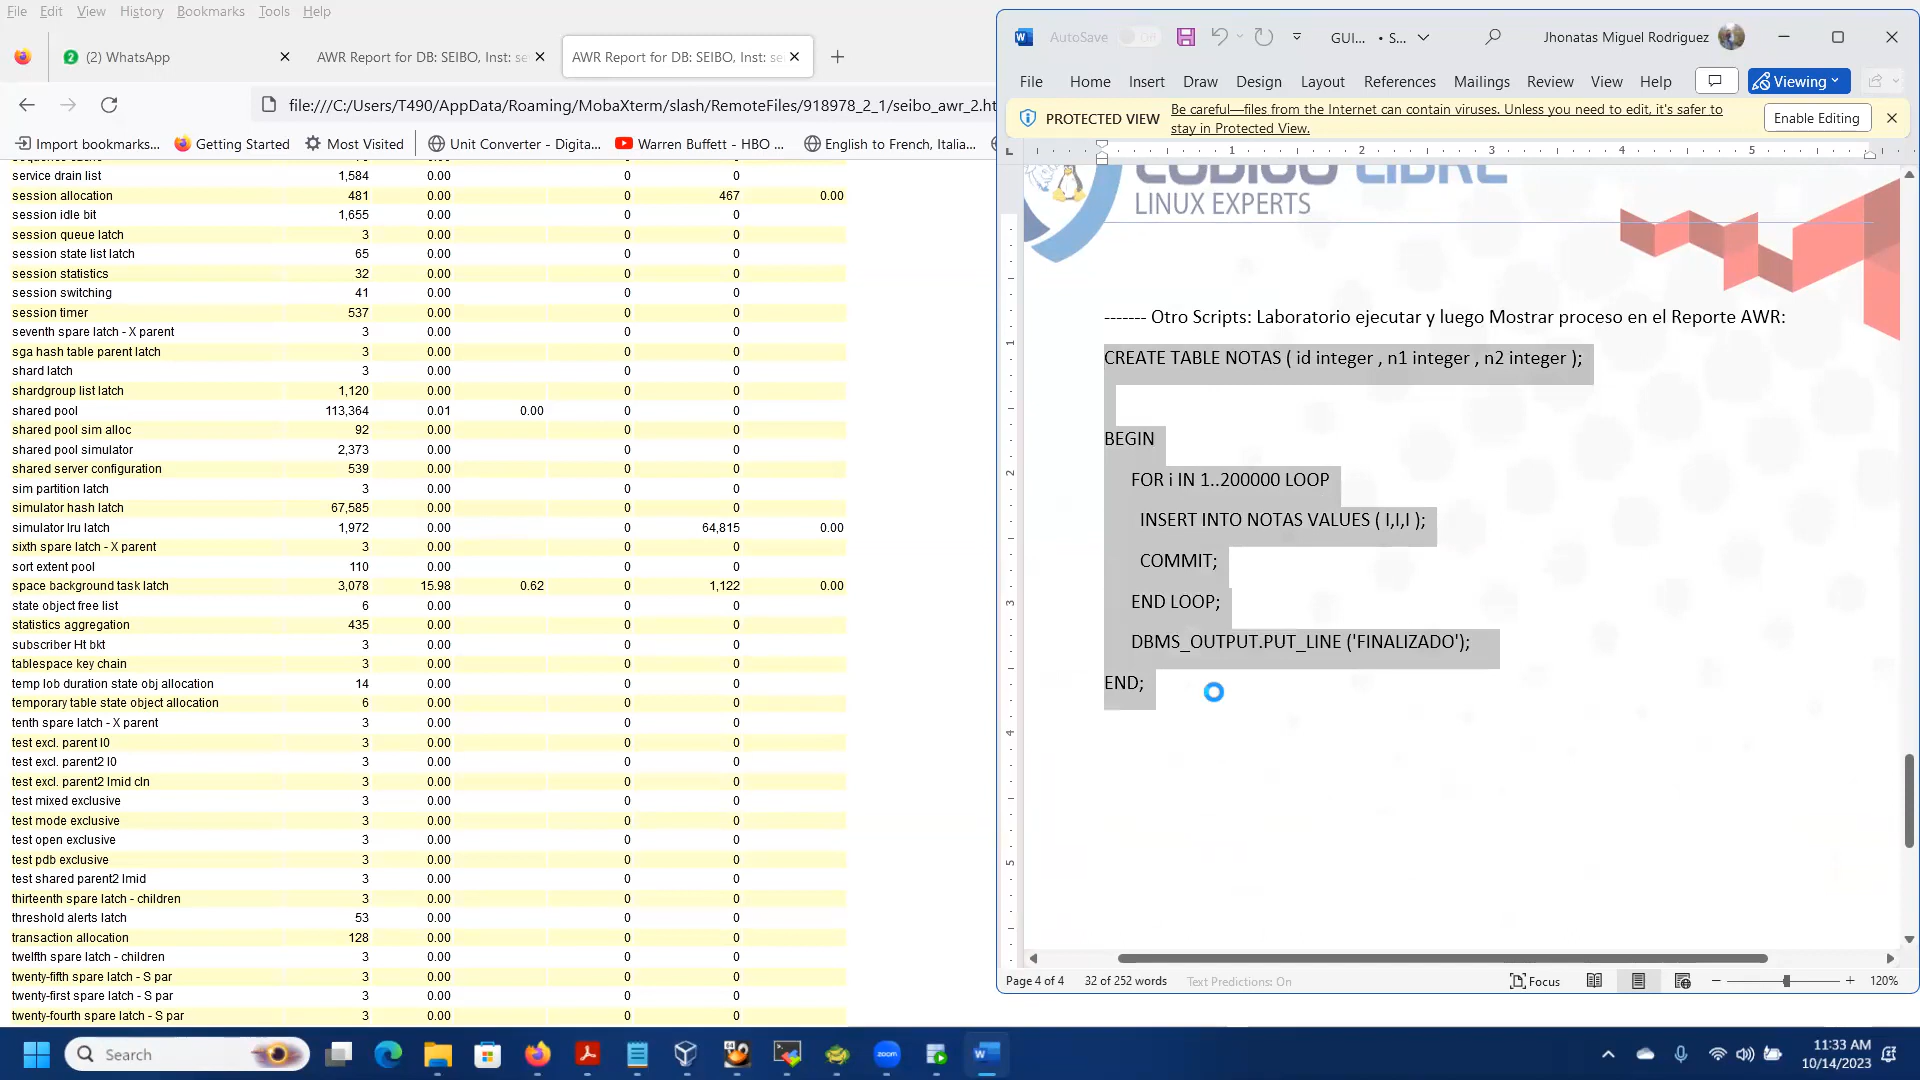 File Edit View History Bookmarks Tools Help
2 (2) WhatsApp
AWR Report for DB: SEIBO, Inst: se
AWR Report for DB: SEIBO, Inst: se
file:///C:/Users/T490/AppData/Roaming/MobaXterm/slash/RemoteFiles/918978_2_1/seibo_awr_2.ht
Import bookmarks... Getting Started Most Visited Unit Converter - Digita... Warren Buffett - HBO ... English to French, Italia...
service drain list 1,584 0.00 0 0
session allocation 481 0.00 0 467 0.00
session idle bit 1,655 0.00 0 0
session queue latch 3 0.00 0 0
session state list latch 65 0.00 0 0
session statistics 32 0.00 0 0
session switching 41 0.00 0 0
session timer 537 0.00 0 0
seventh spare latch - X parent 3 0.00 0 0
sga hash table parent latch 3 0.00 0 0
shard latch 3 0.00 0 0
shardgroup list latch 1,120 0.00 0 0
shared pool 113,364 0.01 0.00 0 0
shared pool sim alloc 92 0.00 0 0
shared pool simulator 2,373 0.00 0 0
shared server configuration 539 0.00 0 0
sim partition latch 3 0.00 0 0
simulator hash latch 67,585 0.00 0 0
simulator lru latch 1,972 0.00 0 64,815 0.00
sixth spare latch - X parent 3 0.00 0 0
sort extent pool 110 0.00 0 0
space background task latch 3,078 15.98 0.62 0 1,122 0.00
state object free list 6 0.00 0 0
statistics aggregation 435 0.00 0 0
subscriber Ht bkt 3 0.00 0 0
tablespace key chain 3 0.00 0 0
temp lob duration state obj allocation 14 0.00 0 0
temporary table state object allocation 6 0.00 0 0
tenth spare latch - X parent 3 0.00 0 0
test excl. parent l0 3 0.00 0 0
test excl. parent2 l0 3 0.00 0 0
test excl. parent2 lmid cln 3 0.00 0 0
test mixed exclusive 3 0.00 0 0
test mode exclusive 3 0.00 0 0
test open exclusive 3 0.00 0 0
test pdb exclusive 3 0.00 0 0
test shared parent2 lmid 3 0.00 0 0
thirteenth spare latch - children 3 0.00 0 0
threshold alerts latch 53 0.00 0 0
transaction allocation 128 0.00 0 0
twelfth spare latch - children 3 0.00 0 0
twenty-fifth spare latch - S par 3 0.00 0 0
twenty-first spare latch - S par 3 0.00 0 0
twenty-fourth spare latch - S par 3 0.00 0 0
AutoSave GUI... • S... Jhonatas Miguel Rodriguez
File Home Insert Draw Design Layout References Mailings Review View Help Viewing
PROTECTED VIEW Be careful—files from the Internet can contain viruses. Unless you need to edit, it's safer to stay in Protected View. Enable Editing
1 2 3 4 5
CODIGO LIBRE
LINUX EXPERTS
------- Otro Scripts: Laboratorio ejecutar y luego Mostrar proceso en el Reporte AWR:
CREATE TABLE NOTAS ( id integer , n1 integer , n2 integer );
BEGIN
FOR i IN 1..200000 LOOP
INSERT INTO NOTAS VALUES ( I,I,I );
COMMIT;
END LOOP;
DBMS_OUTPUT.PUT_LINE ('FINALIZADO');
END;
1
2
3
4
5
Page 4 of 4 32 of 252 words Text Predictions: On Focus 120%
Search
zoom
11:33 AM
10/14/2023